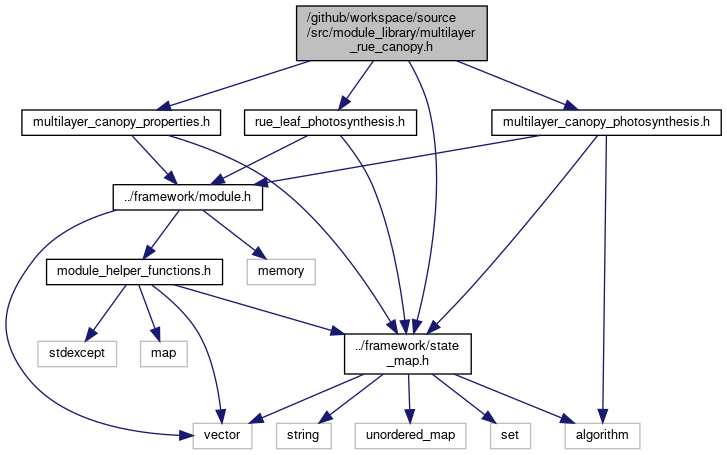 /github/workspace/source
/src/module_library/multilayer
_rue_canopy.h
multilayer_canopy_properties.h
rue_leaf_photosynthesis.h
multilayer_canopy_photosynthesis.h
../framework/module.h
module_helper_functions.h
memory
stdexcept
map
../framework/state
_map.h
vector
string
unordered_map
set
algorithm